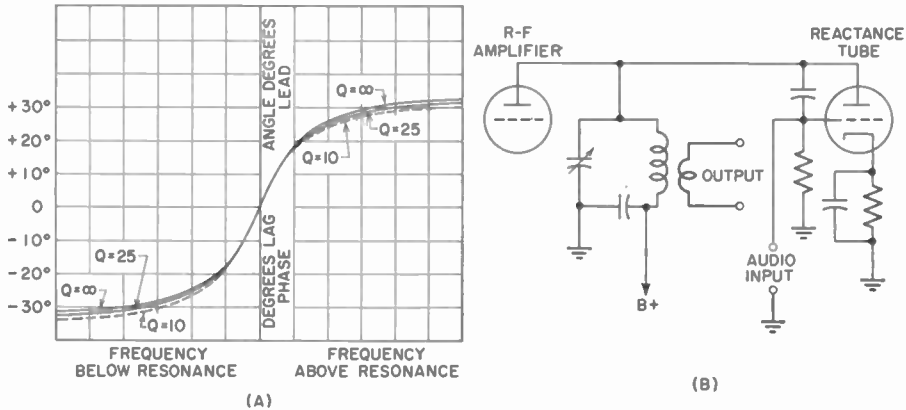 +30°
+20°
+10°
0
-10°
-20°
-30°
ANGLE DEGREES
LEAD
DEGREES LAG
PHASE
Q=∞
Q=25
Q=10
Q=25
Q=∞
Q=10
FREQUENCY
BELOW RESONANCE
FREQUENCY
ABOVE RESONANCE
(A)
R-F
AMPLIFIER
REACTANCE
TUBE
OUTPUT
B+
AUDIO
INPUT
(B)